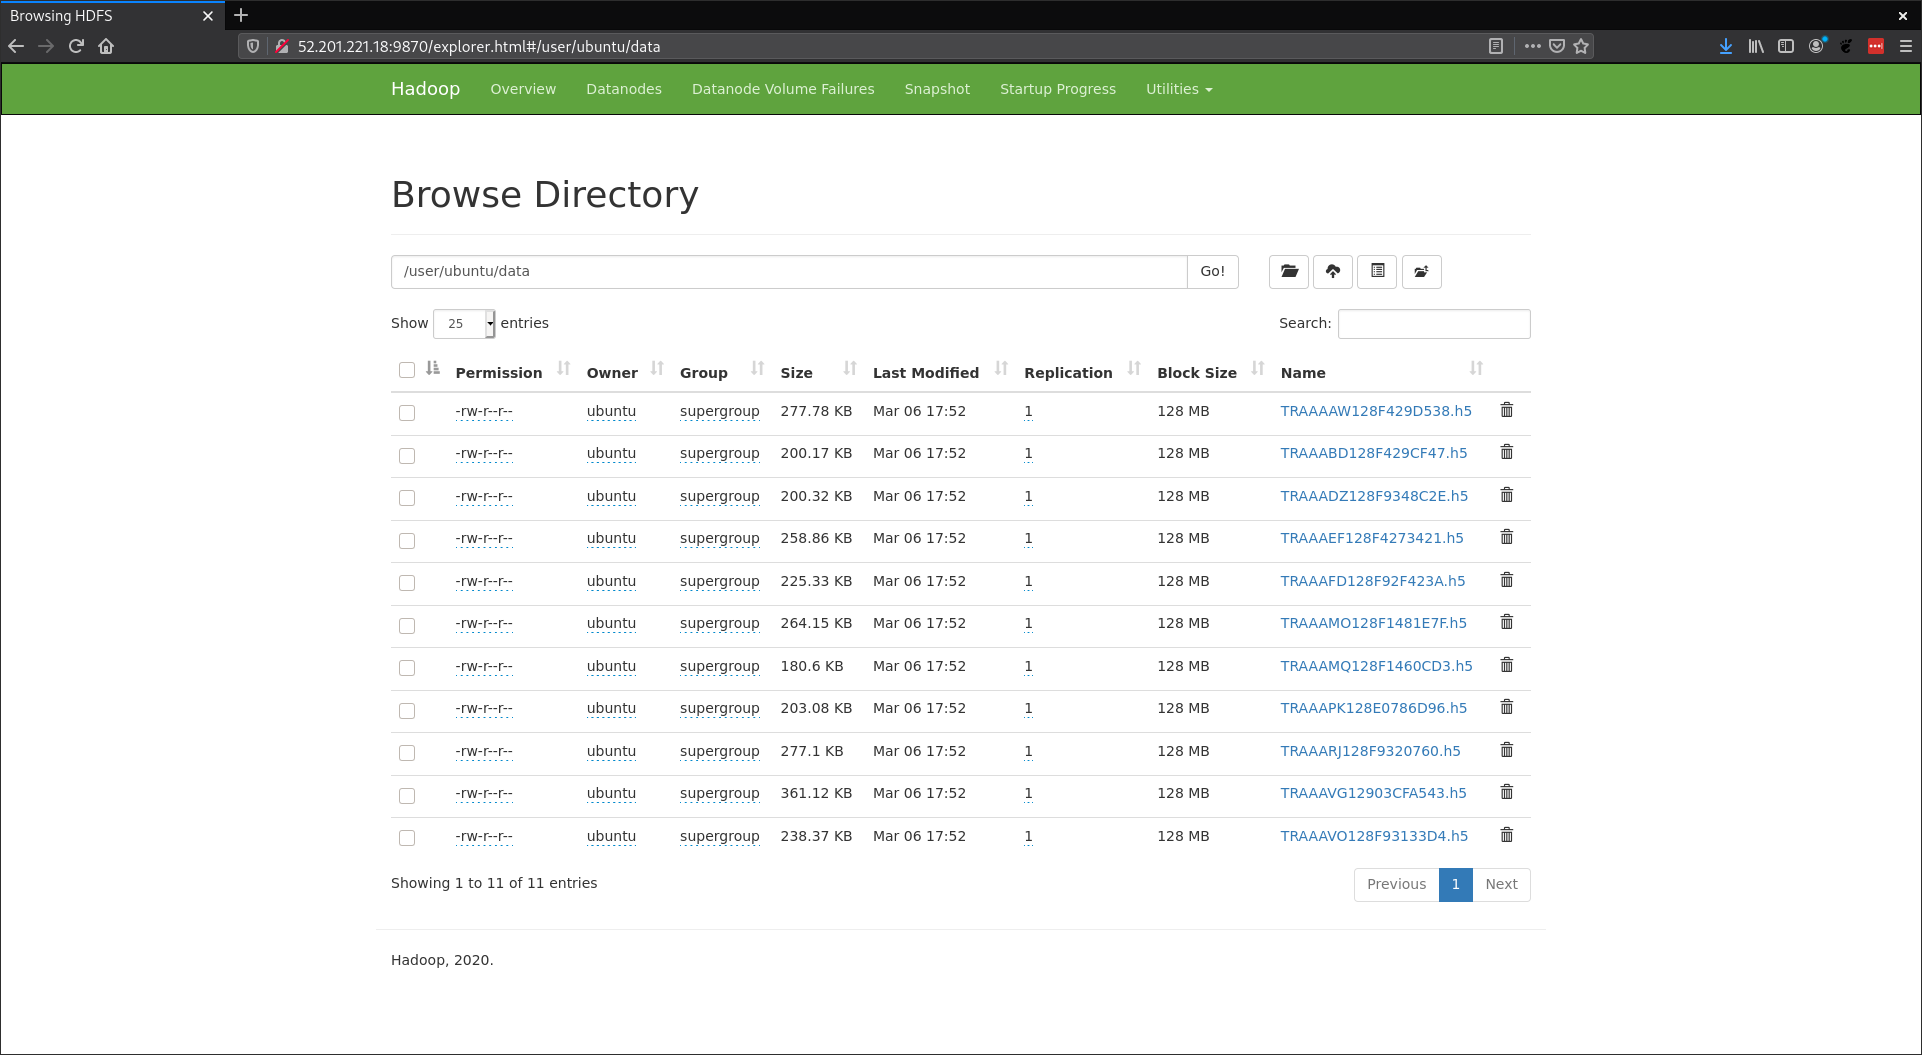 Browsing HDFS
52.201.221.18:9870/explorer.html#/user/ubuntu/data
Hadoop Overview Datanodes Datanode Volume Failures Snapshot Startup Progress Utilities
Browse Directory
/user/ubuntu/data Go!
Show 25 entries Search:
Permission Owner Group Size Last Modified Replication Block Size Name
-rw-r--r-- ubuntu supergroup 277.78 KB Mar 06 17:52 1 128 MB TRAAAAW128F429D538.h5
-rw-r--r-- ubuntu supergroup 200.17 KB Mar 06 17:52 1 128 MB TRAAABD128F429CF47.h5
-rw-r--r-- ubuntu supergroup 200.32 KB Mar 06 17:52 1 128 MB TRAAADZ128F9348C2E.h5
-rw-r--r-- ubuntu supergroup 258.86 KB Mar 06 17:52 1 128 MB TRAAAEF128F4273421.h5
-rw-r--r-- ubuntu supergroup 225.33 KB Mar 06 17:52 1 128 MB TRAAAFD128F92F423A.h5
-rw-r--r-- ubuntu supergroup 264.15 KB Mar 06 17:52 1 128 MB TRAAAMO128F1481E7F.h5
-rw-r--r-- ubuntu supergroup 180.6 KB Mar 06 17:52 1 128 MB TRAAAMQ128F1460CD3.h5
-rw-r--r-- ubuntu supergroup 203.08 KB Mar 06 17:52 1 128 MB TRAAAPK128E0786D96.h5
-rw-r--r-- ubuntu supergroup 277.1 KB Mar 06 17:52 1 128 MB TRAAARJ128F9320760.h5
-rw-r--r-- ubuntu supergroup 361.12 KB Mar 06 17:52 1 128 MB TRAAAVG12903CFA543.h5
-rw-r--r-- ubuntu supergroup 238.37 KB Mar 06 17:52 1 128 MB TRAAAVO128F93133D4.h5
Showing 1 to 11 of 11 entries Previous 1 Next
Hadoop, 2020.